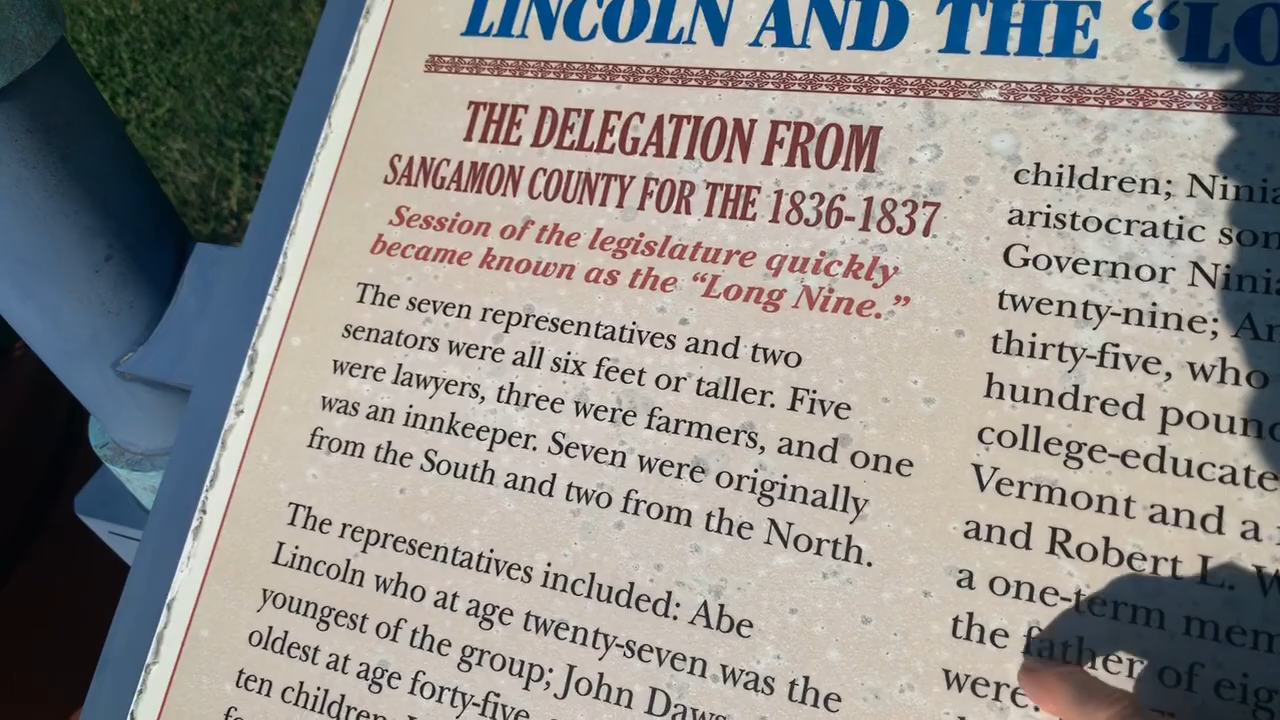 LINCOLN AND THE “LO
THE DELEGATION FROM
SANGAMON COUNTY FOR THE 1836-1837
Session of the legislature quickly
became known as the “Long Nine.”
The seven representatives and two
senators were all six feet or taller. Five
were lawyers, three were farmers, and one
was an innkeeper. Seven were originally
from the South and two from the North.
The representatives included: Abe
Lincoln who at age twenty-seven was the
youngest of the group; John Daws
oldest at age forty-five,
ten children
children; Ninia
aristocratic son
Governor Ninia
twenty-nine; Ar
thirty-five, who
hundred pound
college-educate
Vermont and a
and Robert L. W
a one-term mem
the father of eig
were